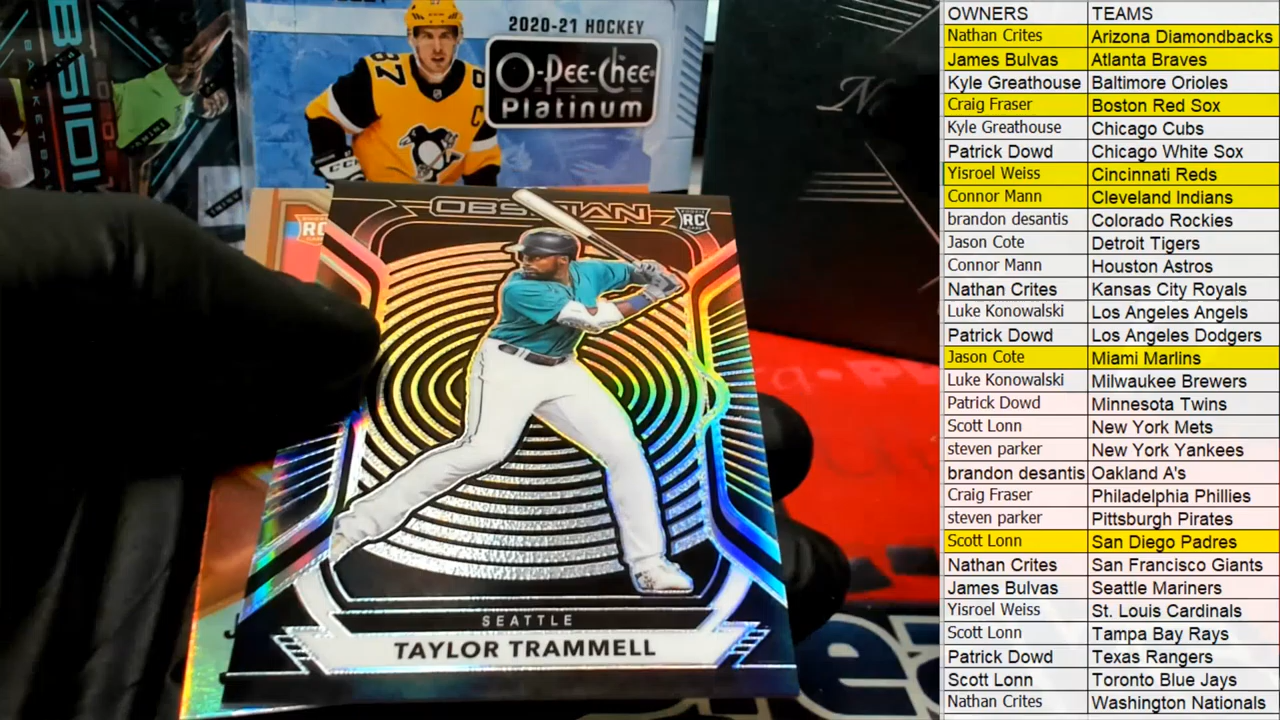 2020-21 HOCKEY
O-Pee-Chee
Platinum
87
C
CCM
OBSIDIAN
ROOKIE
RC
RC
SEATTLE
TAYLOR TRAMMELL
OWNERS TEAMS
Nathan Crites Arizona Diamondbacks
James Bulvas Atlanta Braves
Kyle Greathouse Baltimore Orioles
Craig Fraser Boston Red Sox
Kyle Greathouse Chicago Cubs
Patrick Dowd Chicago White Sox
Yisroel Weiss Cincinnati Reds
Connor Mann Cleveland Indians
brandon desantis Colorado Rockies
Jason Cote Detroit Tigers
Connor Mann Houston Astros
Nathan Crites Kansas City Royals
Luke Konowalski Los Angeles Angels
Patrick Dowd Los Angeles Dodgers
Jason Cote Miami Marlins
Luke Konowalski Milwaukee Brewers
Patrick Dowd Minnesota Twins
Scott Lonn New York Mets
steven parker New York Yankees
brandon desantis Oakland A's
Craig Fraser Philadelphia Phillies
steven parker Pittsburgh Pirates
Scott Lonn San Diego Padres
Nathan Crites San Francisco Giants
James Bulvas Seattle Mariners
Yisroel Weiss St. Louis Cardinals
Scott Lonn Tampa Bay Rays
Patrick Dowd Texas Rangers
Scott Lonn Toronto Blue Jays
Nathan Crites Washington Nationals